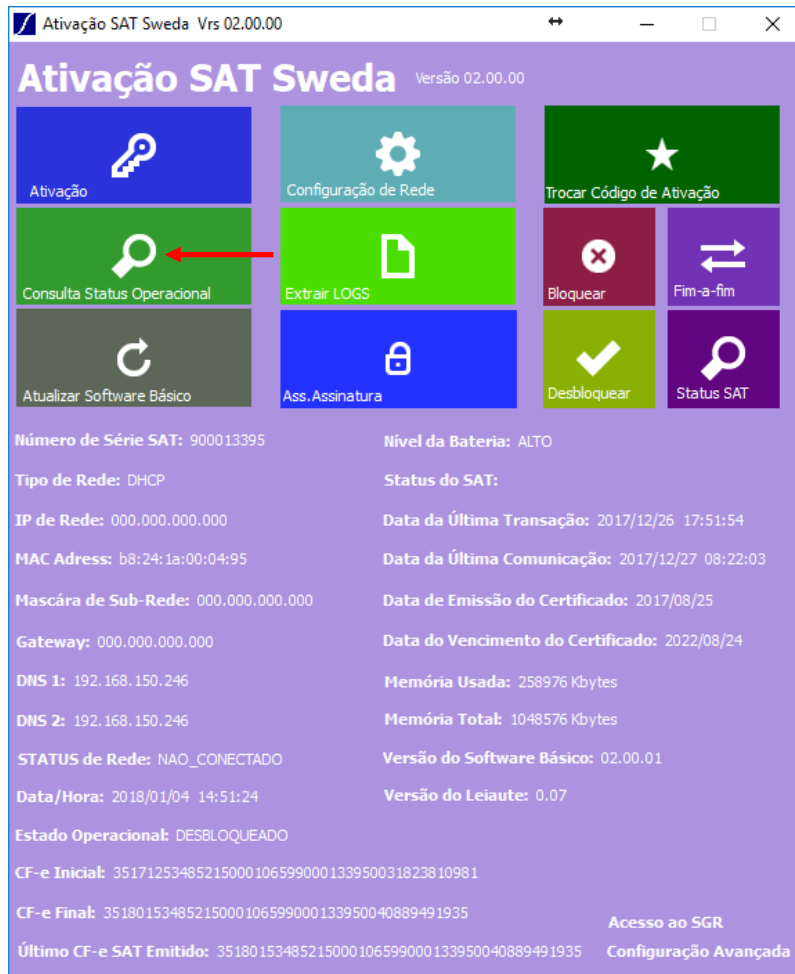 Ativação SAT Sweda Vrs 02.00.00
Ativação SAT Sweda Versão 02.00.00
Ativação
Configuração de Rede
Trocar Código de Ativação
Consulta Status Operacional
Extrair LOGS
Bloquear
Fim-a-fim
Atualizar Software Básico
Ass.Assinatura
Desbloquear
Status SAT
Número de Série SAT: 900013395
Nível da Bateria: ALTO
Tipo de Rede: DHCP
Status do SAT:
IP de Rede: 000.000.000.000
Data da Última Transação: 2017/12/26 17:51:54
MAC Adress: b8:24:1a:00:04:95
Data da Última Comunicação: 2017/12/27 08:22:03
Mascára de Sub-Rede: 000.000.000.000
Data de Emissão do Certificado: 2017/08/25
Gateway: 000.000.000.000
Data do Vencimento do Certificado: 2022/08/24
DNS 1: 192.168.150.246
Memória Usada: 258976 Kbytes
DNS 2: 192.168.150.246
Memória Total: 1048576 Kbytes
STATUS de Rede: NAO_CONECTADO
Versão do Software Básico: 02.00.01
Data/Hora: 2018/01/04 14:51:24
Versão do Leiaute: 0.07
Estado Operacional: DESBLOQUEADO
CF-e Inicial: 35171253485215000106599000133950031823810981
CF-e Final: 35180153485215000106599000133950040889491935
Acesso ao SGR
Último CF-e SAT Emitido: 35180153485215000106599000133950040889491935
Configuração Avançada